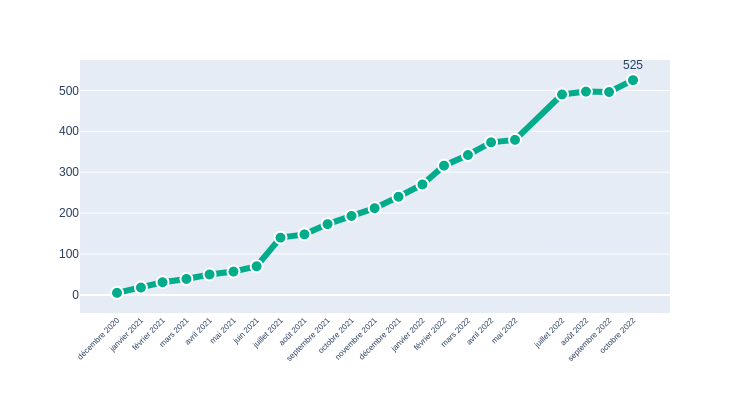 525
500
400
300
200
100
0
décembre 2020
janvier 2021
février 2021
mars 2021
avril 2021
mai 2021
juin 2021
juillet 2021
août 2021
septembre 2021
octobre 2021
novembre 2021
décembre 2021
janvier 2022
février 2022
mars 2022
avril 2022
mai 2022
juillet 2022
août 2022
septembre 2022
octobre 2022